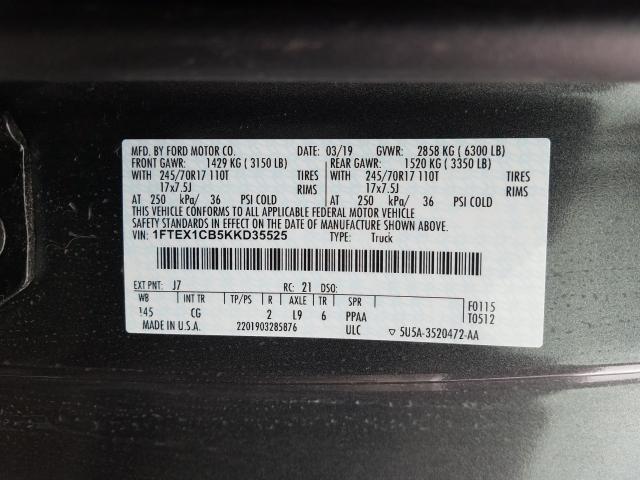 MFD. BY FORD MOTOR CO. DATE: 03/19 GVWR: 2858 KG ( 6300 LB)
FRONT GAWR: 1429 KG ( 3150 LB) REAR GAWR: 1520 KG ( 3350 LB)
WITH 245/70R17 110T TIRES WITH 245/70R17 110T TIRES
17x7.5J RIMS 17x7.5J RIMS
AT 250 kPa/ 36 PSI COLD AT 250 kPa/ 36 PSI COLD
THIS VEHICLE CONFORMS TO ALL APPLICABLE FEDERAL MOTOR VEHICLE
SAFETY STANDARDS IN EFFECT ON THE DATE OF MANUFACTURE SHOWN ABOVE.
VIN: 1FTEX1CB5KKD35525 TYPE: Truck
EXT PNT: J7 RC: 21 DSO:
WB INT TR TP/PS R AXLE TR SPR F0115
145 CG 2 L9 6 PPAA T0512
MADE IN U.S.A. 2201903285876 ULC ▽ 5U5A-3520472-AA